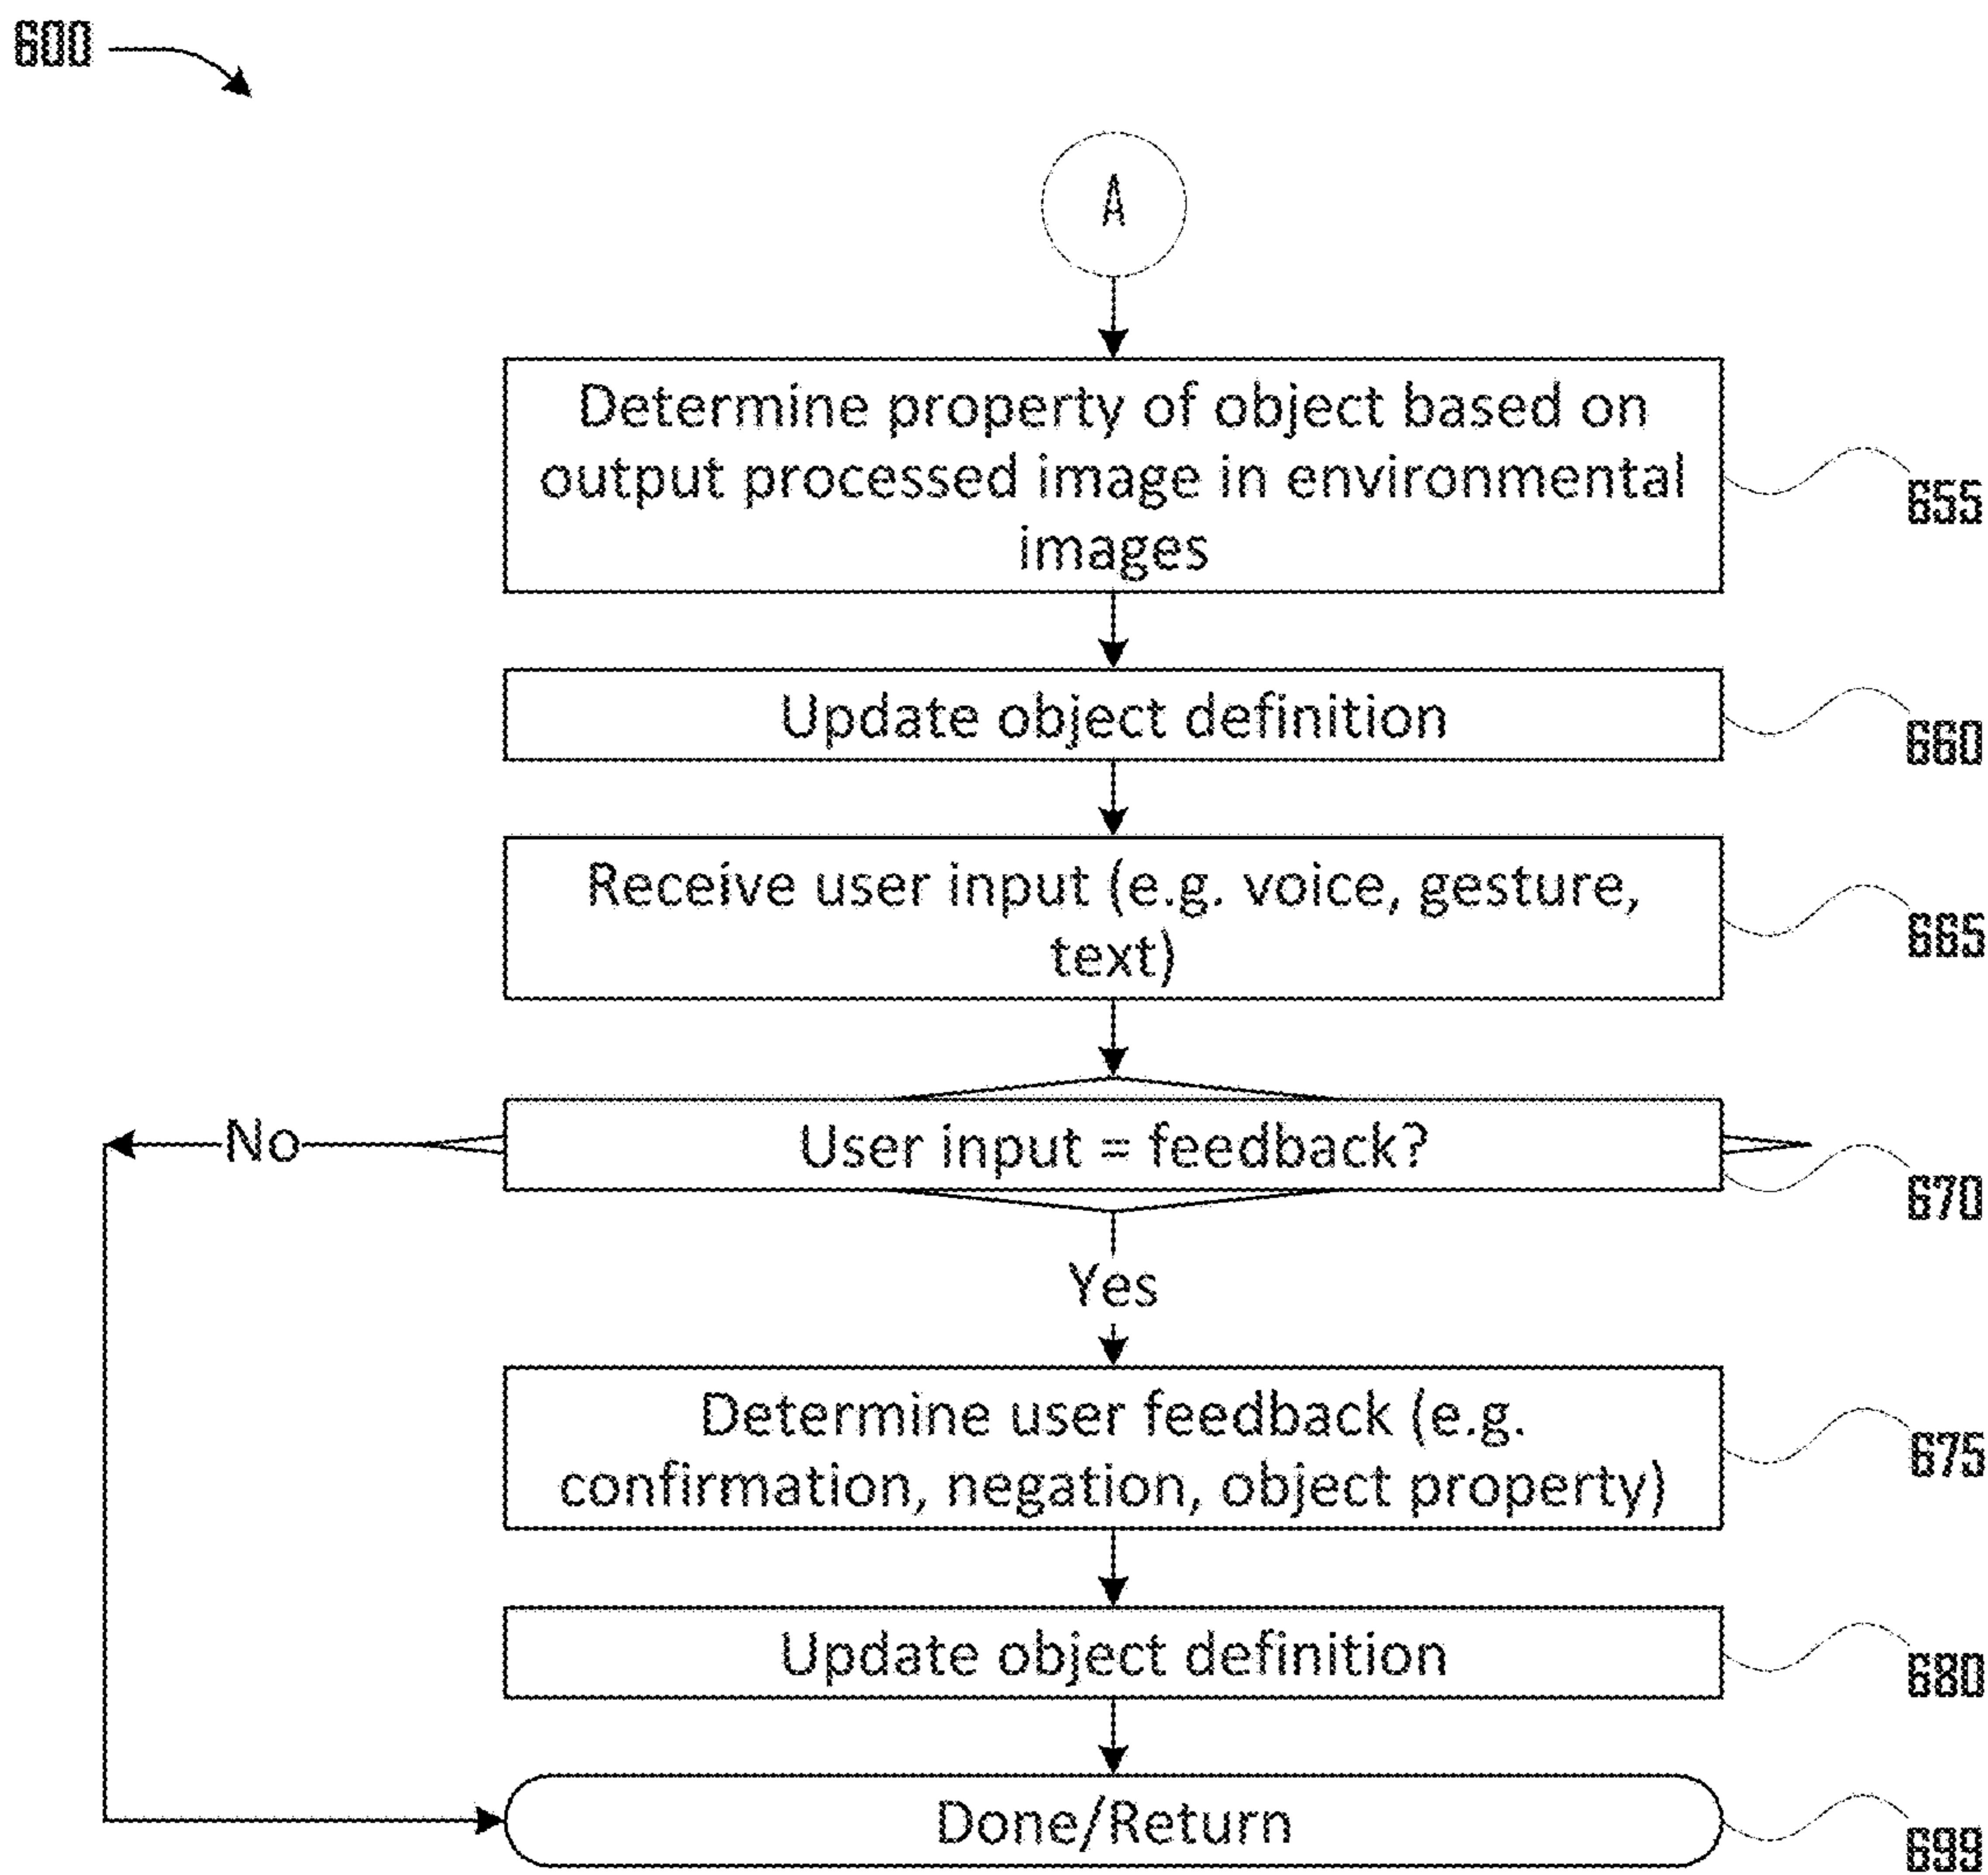 600
A
Determine property of object based on
output processed image in environmental
images
655
Update object definition
660
Receive user input (e.g. voice, gesture,
text)
665
User input = feedback?
No
670
Yes
Determine user feedback (e.g.
confirmation, negation, object property)
675
Update object definition
680
Done/Return
699